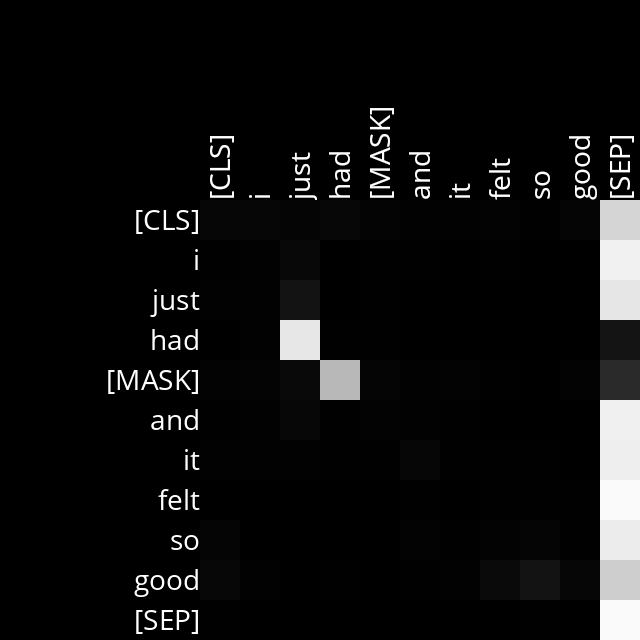 [CLS] i just had [MASK] and it felt so good [SEP]
[CLS]
i
just
had
[MASK]
and
it
felt
so
good
[SEP]